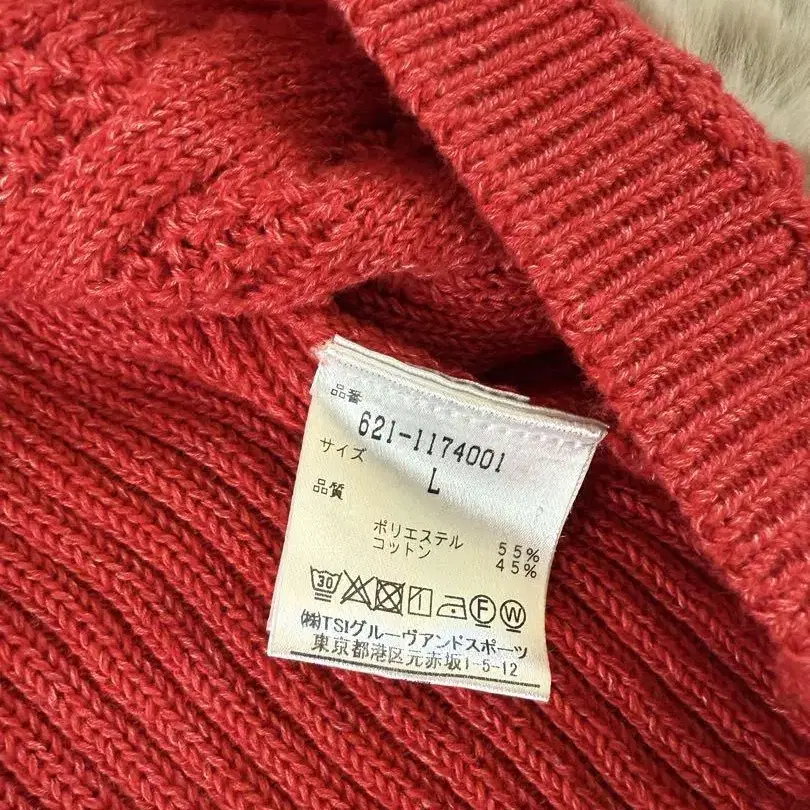 品番
621-1174001
サイズ
L
品質
ポリエステル 55%
コットン 45%
30 F W
㈱TSIグルーヴアンドスポーツ
東京都港区元赤坂1-5-12